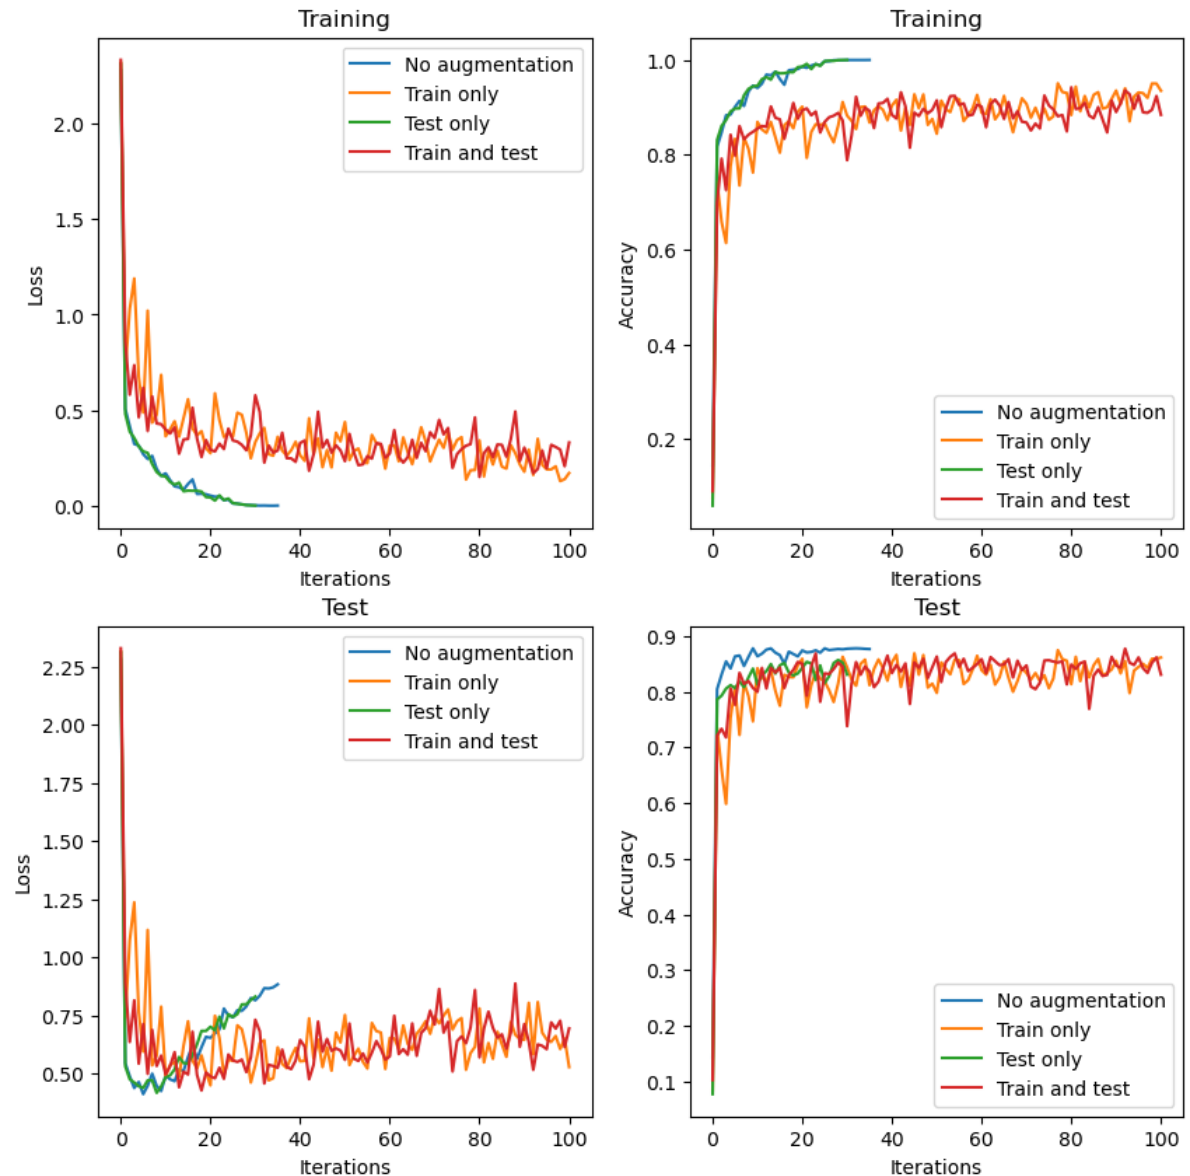 Training
Loss
2.0
1.5
1.0
0.5
0.0
0 20 40 60 80 100
Iterations
No augmentation
Train only
Test only
Train and test
Training
Accuracy
1.0
0.8
0.6
0.4
0.2
0 20 40 60 80 100
Iterations
No augmentation
Train only
Test only
Train and test
Test
Loss
2.25
2.00
1.75
1.50
1.25
1.00
0.75
0.50
0 20 40 60 80 100
Iterations
No augmentation
Train only
Test only
Train and test
Test
Accuracy
0.9
0.8
0.7
0.6
0.5
0.4
0.3
0.2
0.1
0 20 40 60 80 100
Iterations
No augmentation
Train only
Test only
Train and test